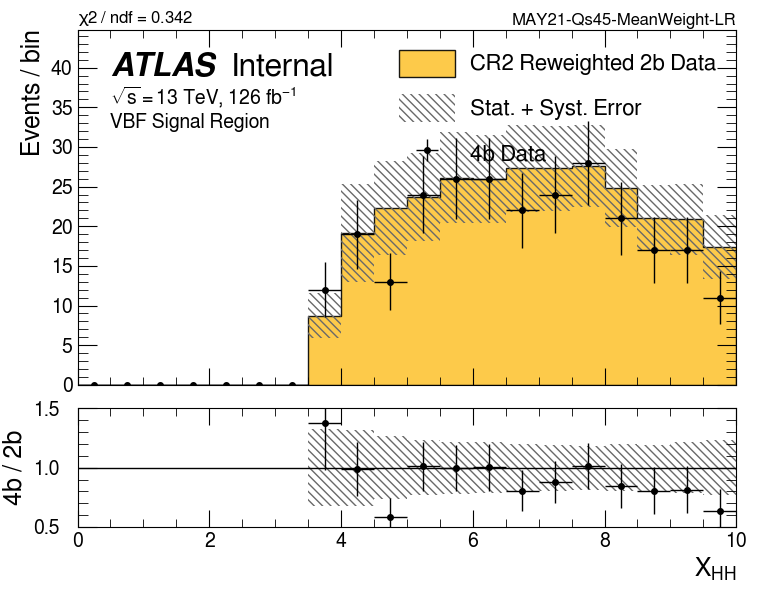 χ² / ndf = 0.342
MAY21-Qs45-MeanWeight-LR
Events / bin
ATLAS Internal
√s = 13 TeV, 126 fb⁻¹
VBF Signal Region
CR2 Reweighted 2b Data
Stat. + Syst. Error
4b Data
40
35
30
25
20
15
10
5
0
4b / 2b
1.5
1.0
0.5
0 2 4 6 8 10
X_HH